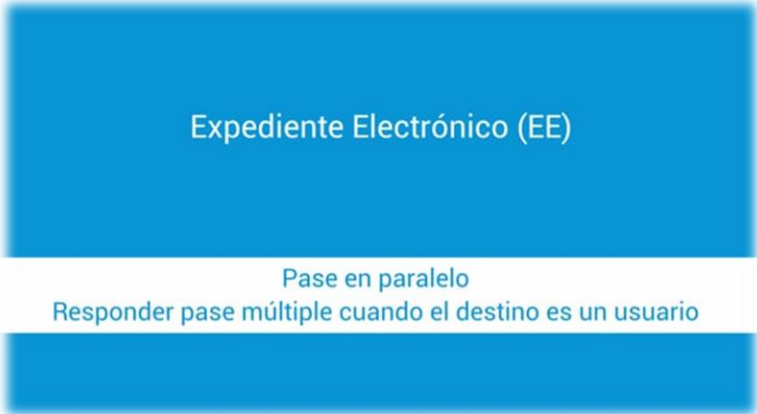 Expediente Electrónico (EE)
Pase en paralelo
Responder pase múltiple cuando el destino es un usuario